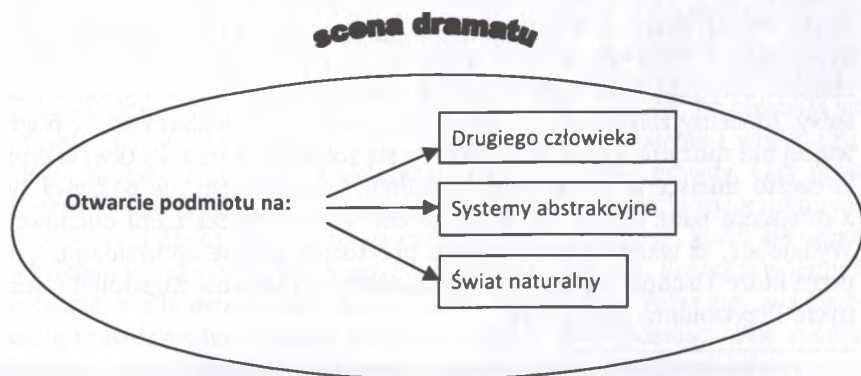 scena dramatu
Drugiego człowieka
Otwarcie podmiotu na:
Systemy abstrakcyjne
Świat naturalny